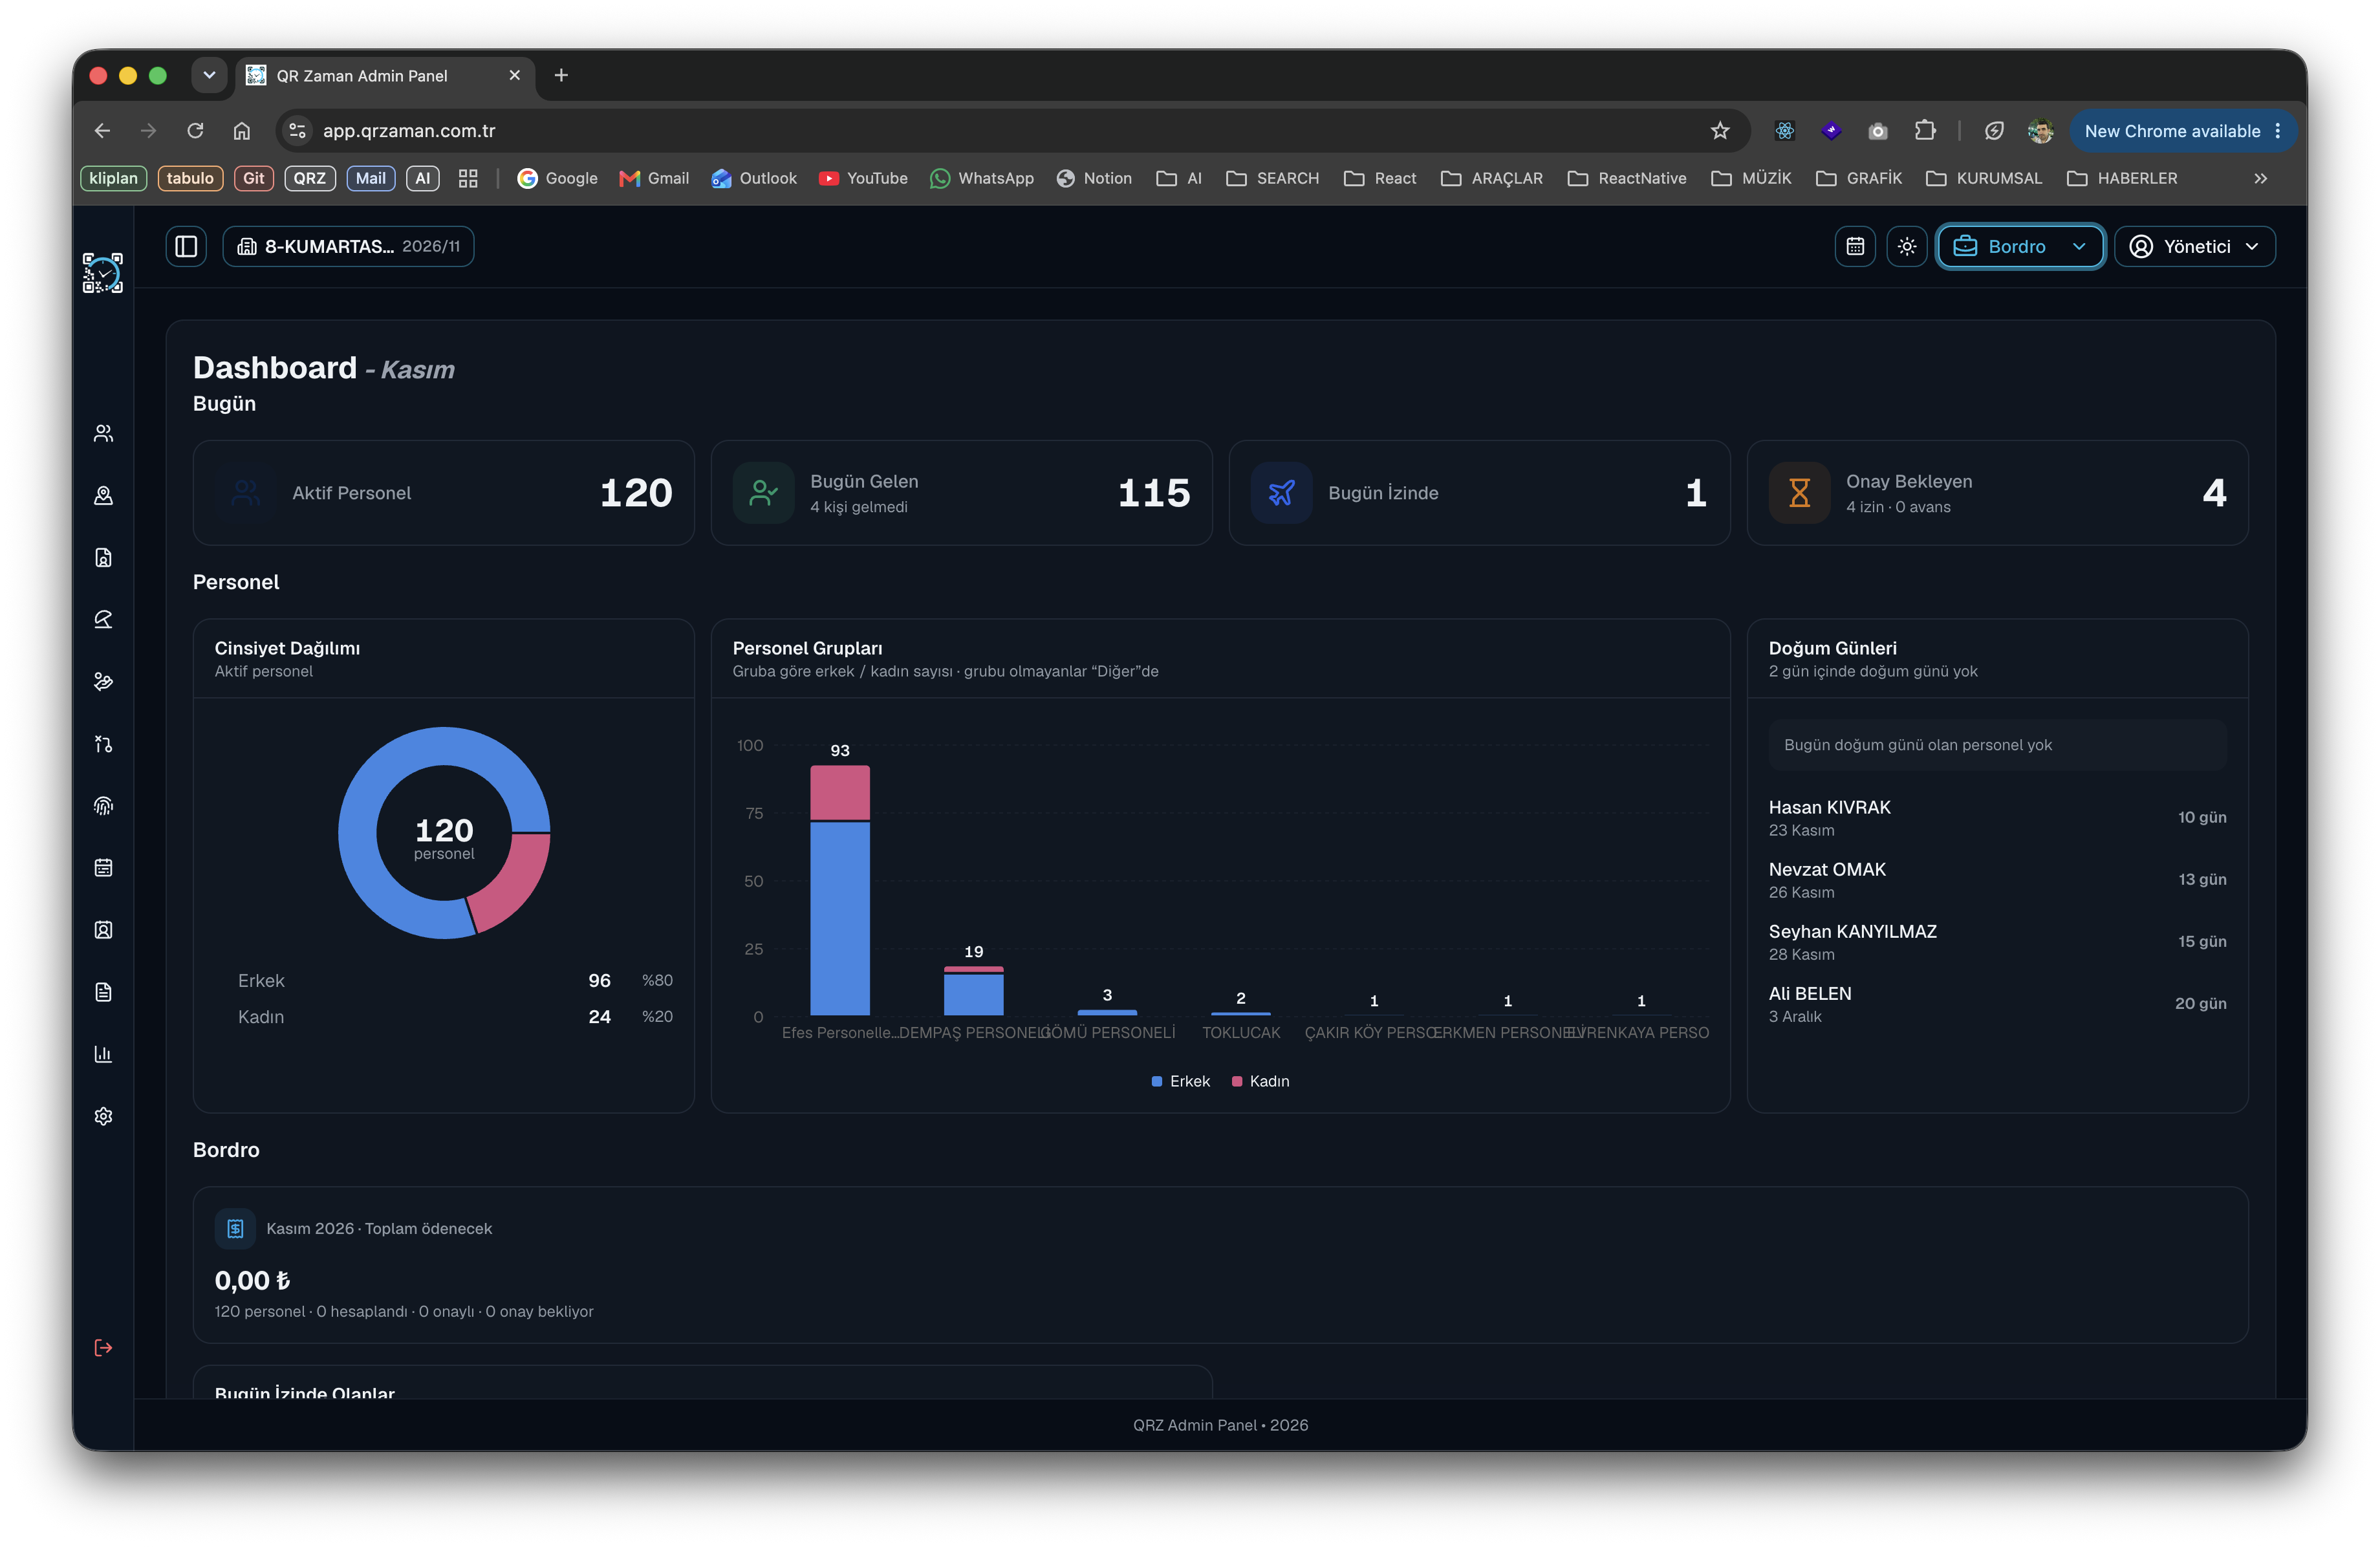 QR Zaman Admin Panel
app.qrzaman.com.tr
New Chrome available
kliplan tabulo Git QRZ Mail AI Google Gmail Outlook YouTube WhatsApp Notion AI SEARCH React ARAÇLAR ReactNative MÜZİK GRAFİK KURUMSAL HABERLER
8-KUMARTAS... 2026/11
Bordro
Yönetici
Dashboard - Kasım
Bugün
Aktif Personel
120
Bugün Gelen
4 kişi gelmedi
115
Bugün İzinde
1
Onay Bekleyen
4 izin · 0 avans
4
Personel
Cinsiyet Dağılımı
Aktif personel
120
personel
Erkek 96 %80
Kadın 24 %20
Personel Grupları
Gruba göre erkek / kadın sayısı · grubu olmayanlar “Diğer”de
100
75
50
25
0
93
19
3
2
1
1
1
Efes Personelle... DEMPAŞ PERSONELİ GÖMÜ PERSONELİ TOKLUCAK ÇAKIR KÖY PERSO ERKMEN PERSONELİ EVRENKAYA PERSO
Erkek Kadın
Doğum Günleri
2 gün içinde doğum günü yok
Bugün doğum günü olan personel yok
Hasan KIVRAK
23 Kasım
10 gün
Nevzat OMAK
26 Kasım
13 gün
Seyhan KANYILMAZ
28 Kasım
15 gün
Ali BELEN
3 Aralık
20 gün
Bordro
Kasım 2026 · Toplam ödenecek
0,00 ₺
120 personel · 0 hesaplandı · 0 onaylı · 0 onay bekliyor
Bugün İzinde Olanlar
QRZ Admin Panel • 2026